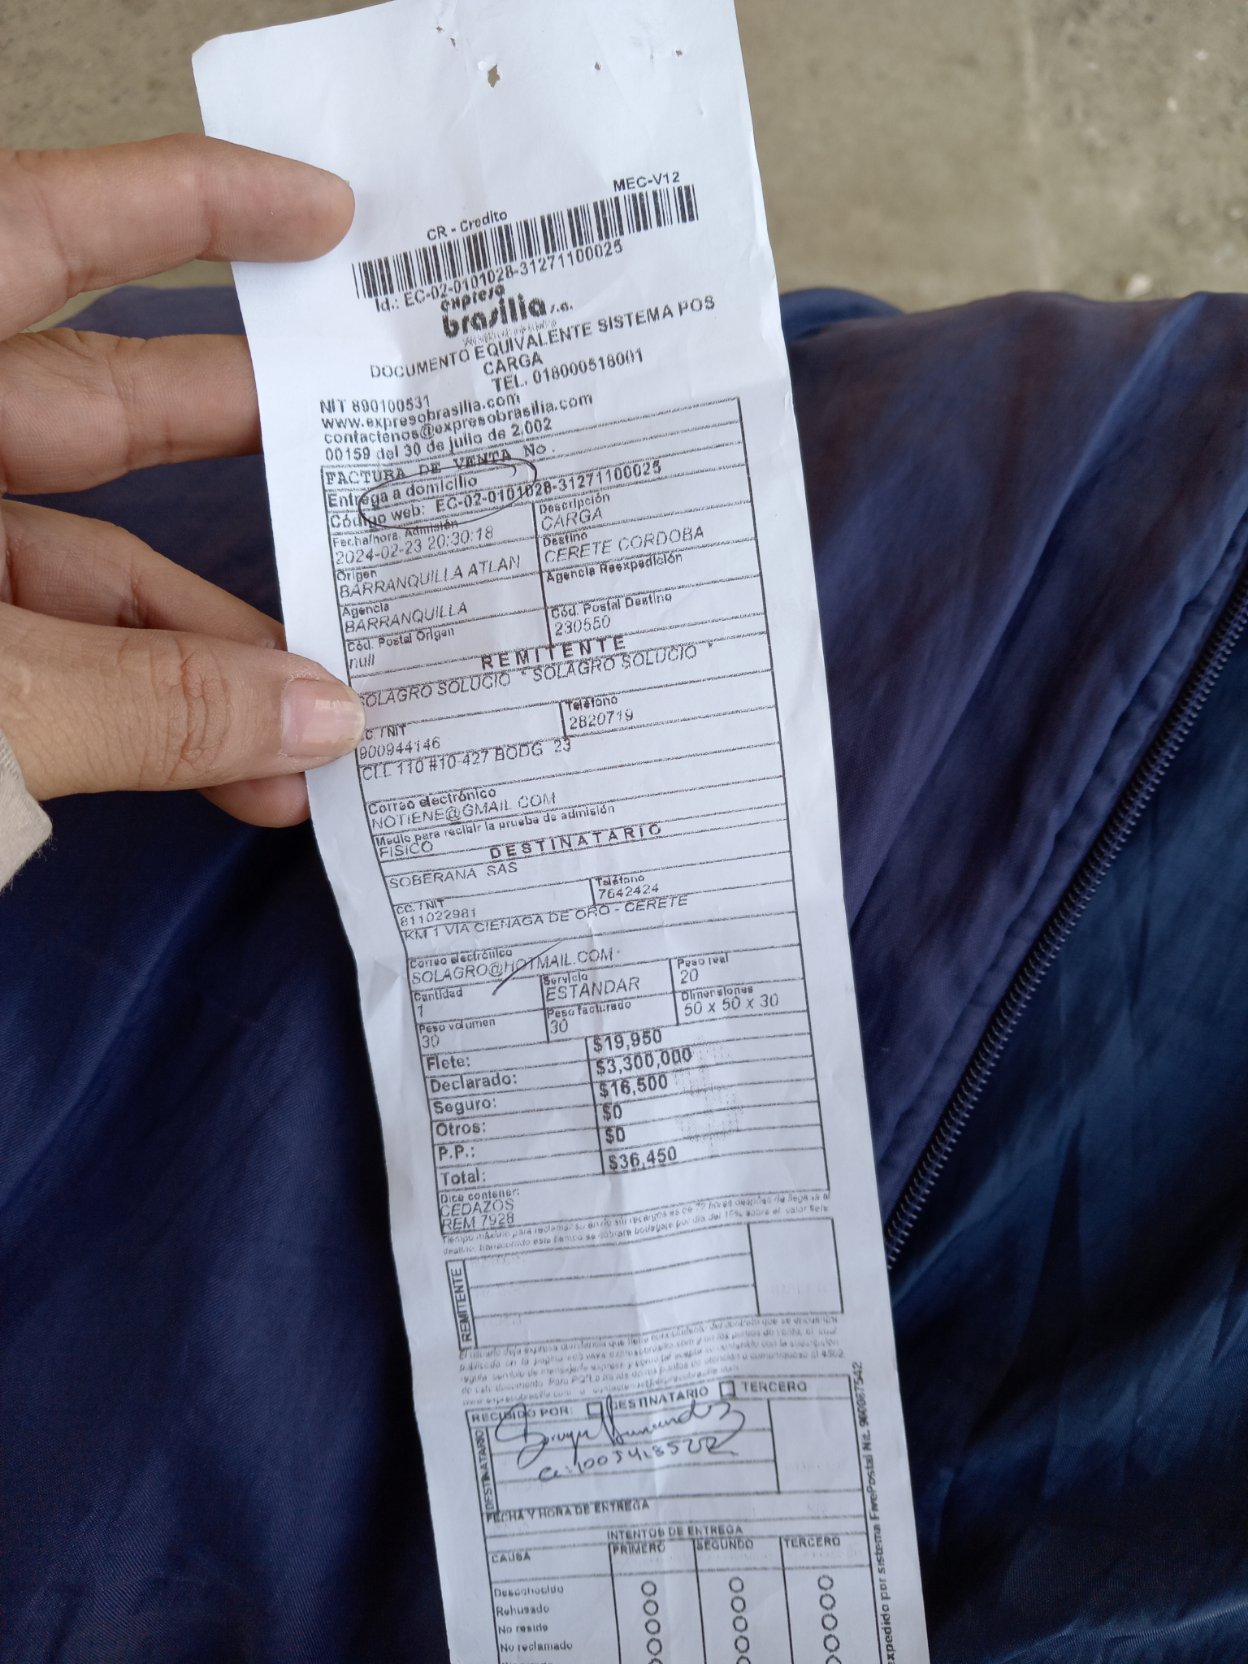 MEC-V12
CR - Credito
Id.: EC-02-0101028-31271100025
expreso
brasilia s.a.
DOCUMENTO EQUIVALENTE SISTEMA POS
CARGA
TEL. 018000518001
NIT 890100531
www.expresobrasilia.com
contactenos@expresobrasilia.com
00159 del 30 de julio de 2.002
FACTURA DE VENTA No.
Entrega a domicilio
Código web: EC-02-0101028-31271100025
Fecha/hora Admisión
2024-02-23 20:30:18
Descripción
CARGA
Origen
BARRANQUILLA ATLAN
Destino
CERETE CORDOBA
Agencia
BARRANQUILLA
Agencia Reexpedición
Cód. Postal Origen
null
Cód. Postal Destino
230550
REMITENTE
SOLAGRO SOLUCIO * SOLAGRO SOLUCIO *
CC / NIT
900944146
Teléfono
2820719
CLL 110 #10-427 BODG 23
Correo electrónico
NOTIENE@GMAIL.COM
Medio para recibir la prueba de admisión
FISICO
DESTINATARIO
SOBERANA SAS
CC. / NIT
811022981
Teléfono
7642424
KM 1 VIA CIENAGA DE ORO - CERETE
Correo electrónico
SOLAGRO@HOTMAIL.COM
Cantidad
1
Servicio
ESTANDAR
Peso real
20
Peso volumen
30
Peso facturado
30
Dimensiones
50 x 50 x 30
Flete: $19,950
Declarado: $3,300,000
Seguro: $16,500
Otros: $0
P.P.: $0
Total: $36,450
Dice contener:
CEDAZOS
REM 7928
REMITENTE
RECIBIDO POR: DESTINATARIO TERCERO
DESTINATARIO
FECHA Y HORA DE ENTREGA
INTENTOS DE ENTREGA
CAUSA PRIMERO SEGUNDO TERCERO
Desconocido
Rehusado
No reside
No reclamado
expedido por sistema FivePostal Nit.